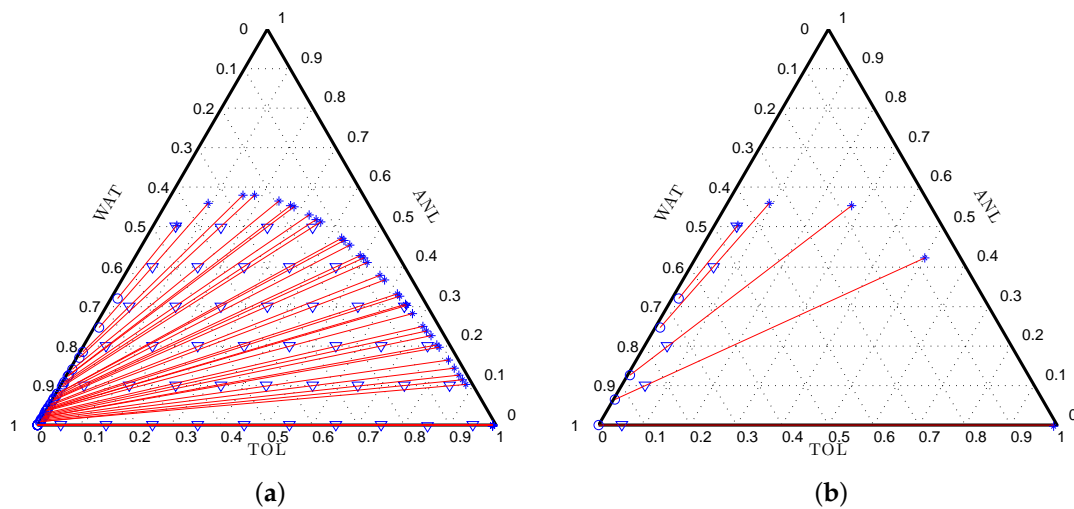 0 1 0 1
0.1 0.9 0.1 0.9
0.2 0.8 0.2 0.8
0.3 0.7 0.3 0.7
0.4 0.6 0.4 0.6
WAT ANL WAT ANL
0.5 0.5 0.5 0.5
0.6 0.4 0.6 0.4
0.7 0.3 0.7 0.3
0.8 0.2 0.8 0.2
0.9 0.1 0.9 0.1
1 0 1 0
0 0.1 0.2 0.3 0.4 0.5 0.6 0.7 0.8 0.9 1 0 0.1 0.2 0.3 0.4 0.5 0.6 0.7 0.8 0.9 1
TOL TOL
(a) (b)